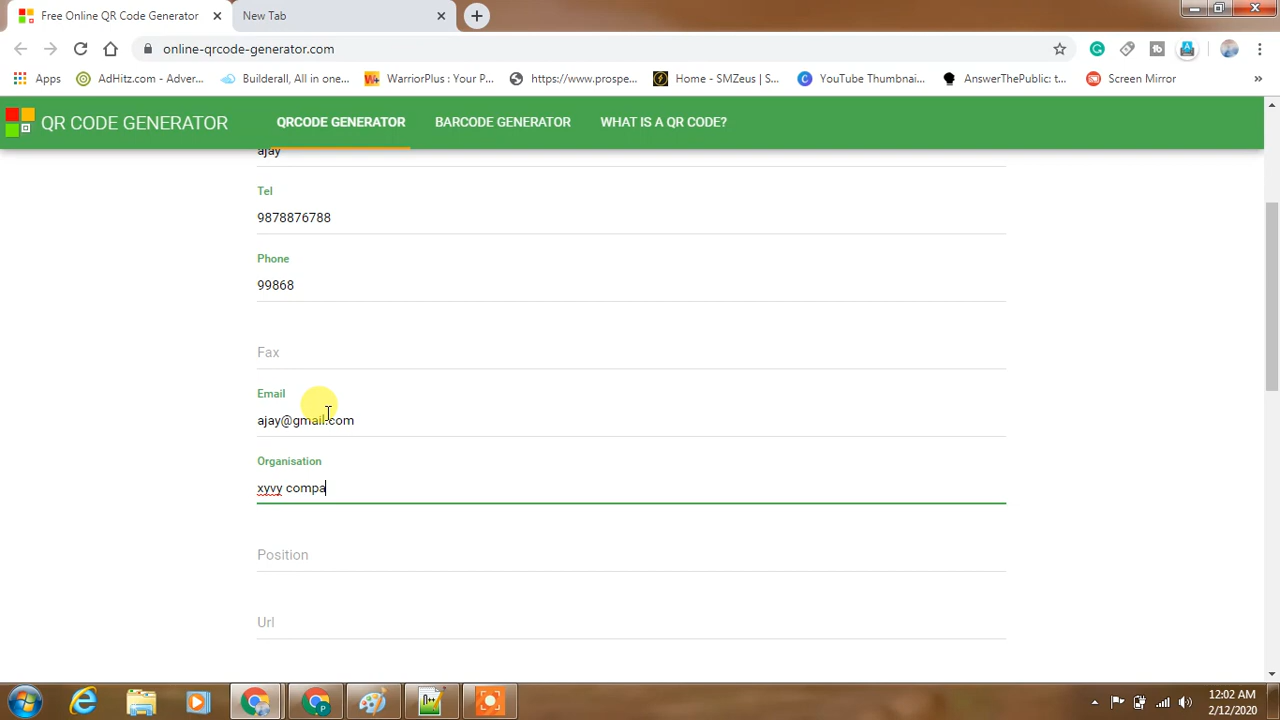 Free Online QR Code Generator
New Tab
online-qrcode-generator.com
Apps
AdHitz.com - Adver...
Builderall, All in one...
WarriorPlus : Your P...
https://www.prospe...
Home - SMZeus | S...
YouTube Thumbnai...
AnswerThePublic: t...
Screen Mirror
QR CODE GENERATOR
QRCODE GENERATOR
BARCODE GENERATOR
WHAT IS A QR CODE?
ajay
Tel
9878876788
Phone
99868
Fax
Email
ajay@gmail.com
Organisation
xyvy compa
Position
Url
12:02 AM
2/12/2020